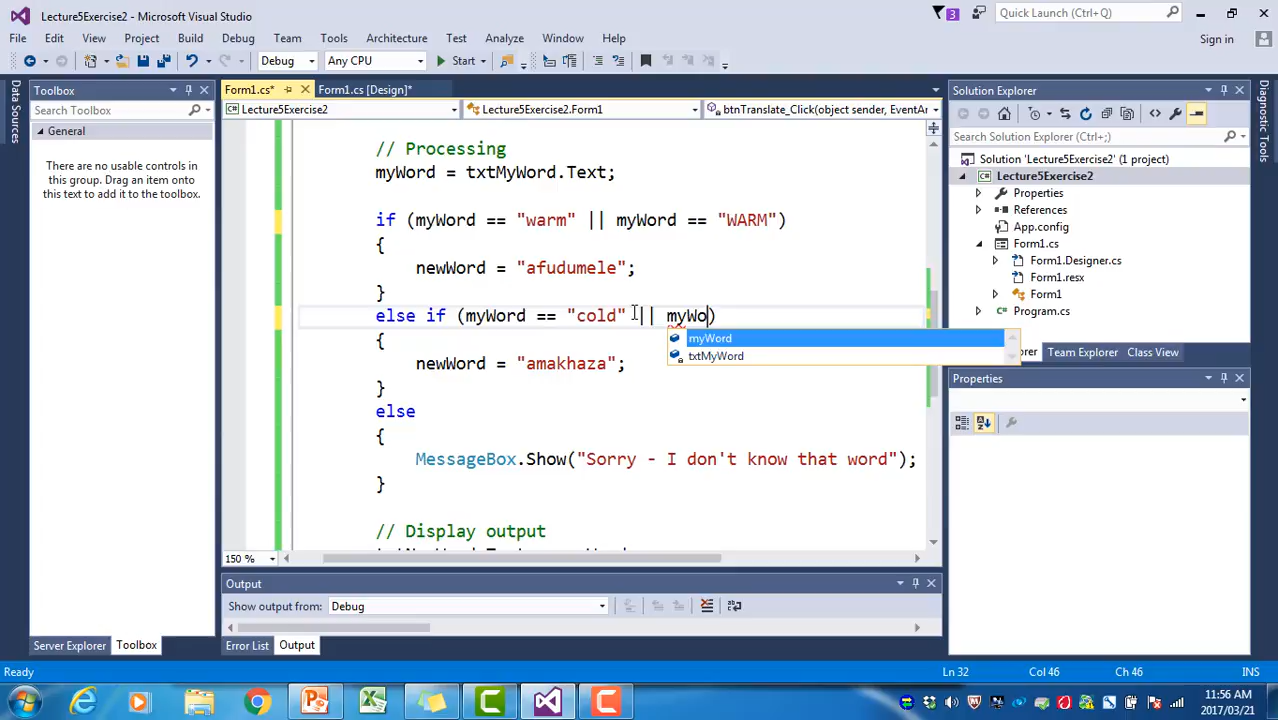 Lecture5Exercise2 - Microsoft Visual Studio
3
Quick Launch (Ctrl+Q)
File Edit View Project Build Debug Team Tools Architecture Test Analyze Window Help
Sign in
Debug Any CPU Start
Data Sources
Toolbox
Search Toolbox
General
There are no usable controls in
this group. Drag an item onto
this text to add it to the toolbox.
Form1.cs* Form1.cs [Design]*
Lecture5Exercise2 Lecture5Exercise2.Form1 btnTranslate_Click(object sender, EventAr
// Processing
myWord = txtMyWord.Text;
if (myWord == "warm" || myWord == "WARM")
{
newWord = "afudumele";
}
else if (myWord == "cold" || myWo)
myWord
txtMyWord
{
newWord = "amakhaza";
}
else
{
MessageBox.Show("Sorry - I don't know that word");
}
// Display output
150 %
Output
Show output from: Debug
Server Explorer Toolbox
Error List Output
Solution Explorer
Search Solution Explorer (Ctrl+;)
Solution 'Lecture5Exercise2' (1 project)
Lecture5Exercise2
Properties
References
App.config
Form1.cs
Form1.Designer.cs
Form1.resx
Form1
Program.cs
Team Explorer Class View
Properties
Diagnostic Tools
Ready Ln 32 Col 46 Ch 46 INS
11:56 AM
2017/03/21